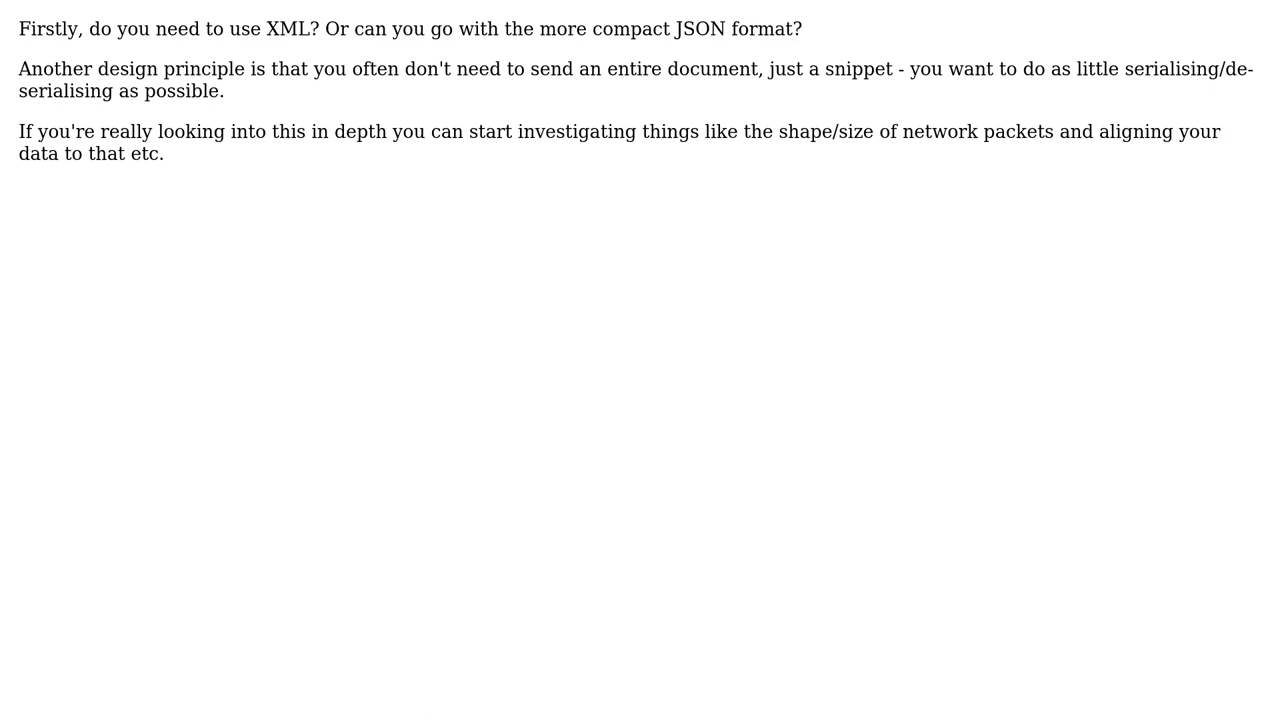 Firstly, do you need to use XML? Or can you go with the more compact JSON format?
Another design principle is that you often don't need to send an entire document, just a snippet - you want to do as little serialising/de-
serialising as possible.
If you're really looking into this in depth you can start investigating things like the shape/size of network packets and aligning your
data to that etc.